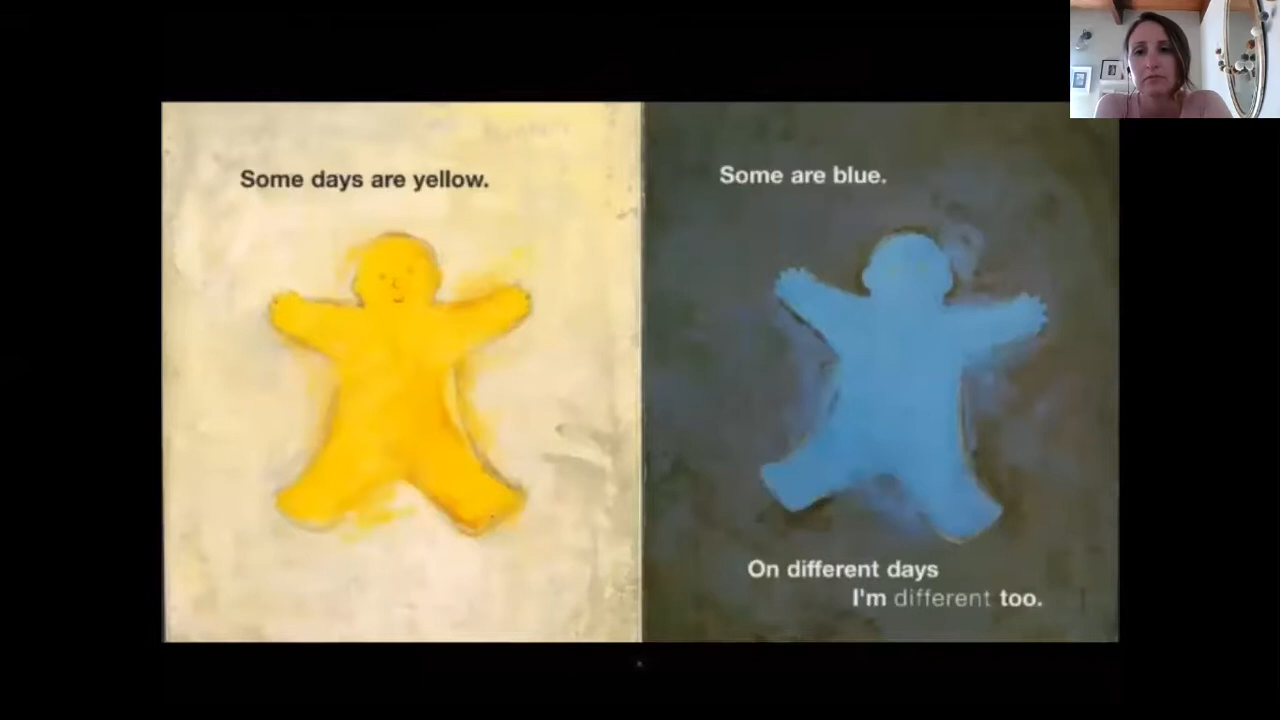 Some days are yellow.
Some are blue.
On different days
I'm different too.